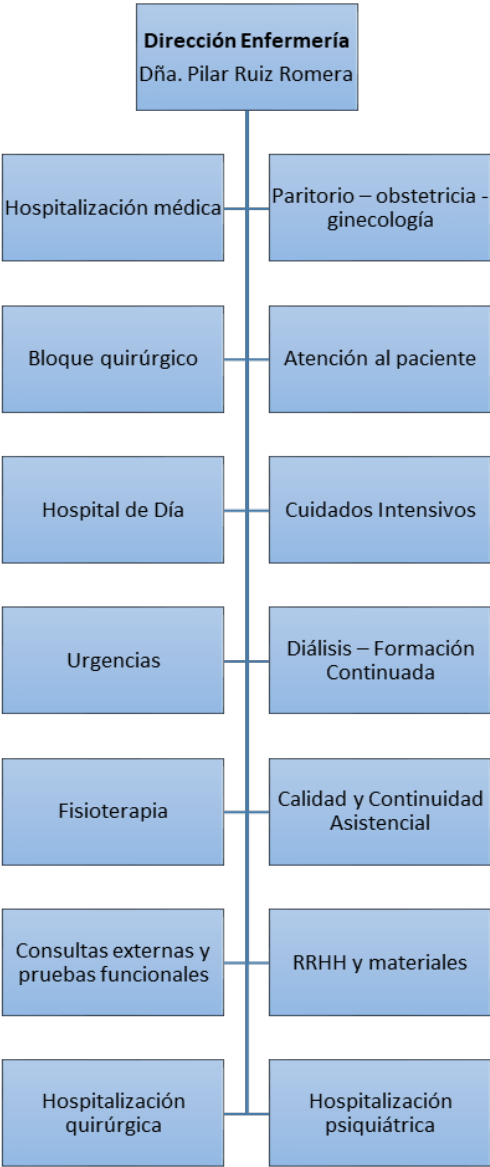 Dirección Enfermería
Dña. Pilar Ruiz Romera
Hospitalización médica
Paritorio – obstetricia -
ginecología
Bloque quirúrgico
Atención al paciente
Hospital de Día
Cuidados Intensivos
Urgencias
Diálisis – Formación
Continuada
Fisioterapia
Calidad y Continuidad
Asistencial
Consultas externas y
pruebas funcionales
RRHH y materiales
Hospitalización
quirúrgica
Hospitalización
psiquiátrica